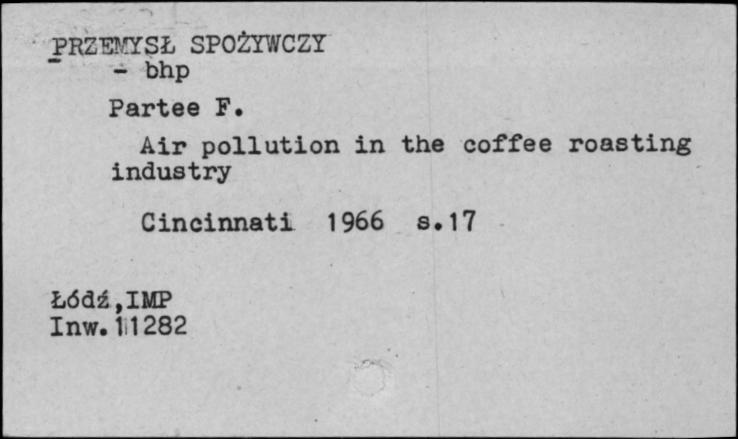 PRZEMYSŁ SPOŻYWCZY
- bhp
Partee F.
Air pollution in the coffee roasting
industry
Cincinnati 1966 s.17
Łódź,IMP
Inw.11282